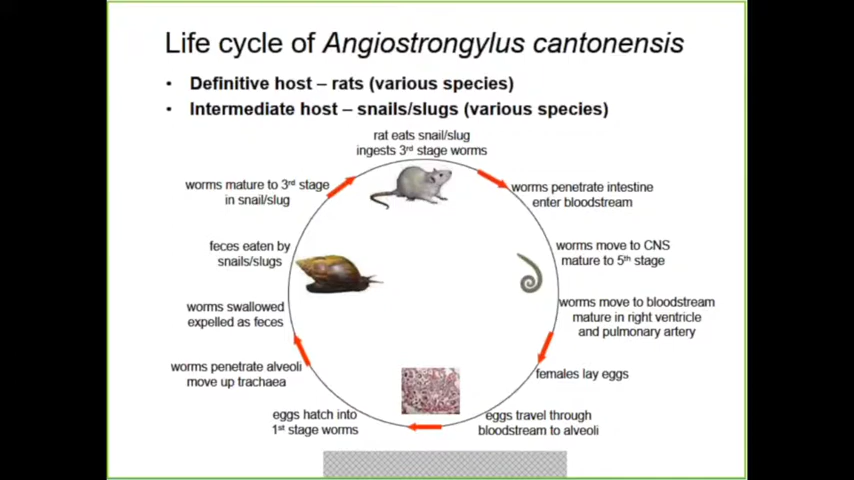 Life cycle of Angiostrongylus cantonensis
• Definitive host – rats (various species)
• Intermediate host – snails/slugs (various species)
rat eats snail/slug
ingests 3rd stage worms
worms penetrate intestine
enter bloodstream
worms move to CNS
mature to 5th stage
worms move to bloodstream
mature in right ventricle
and pulmonary artery
females lay eggs
eggs travel through
bloodstream to alveoli
eggs hatch into
1st stage worms
worms penetrate alveoli
move up trachaea
worms swallowed
expelled as feces
feces eaten by
snails/slugs
worms mature to 3rd stage
in snail/slug